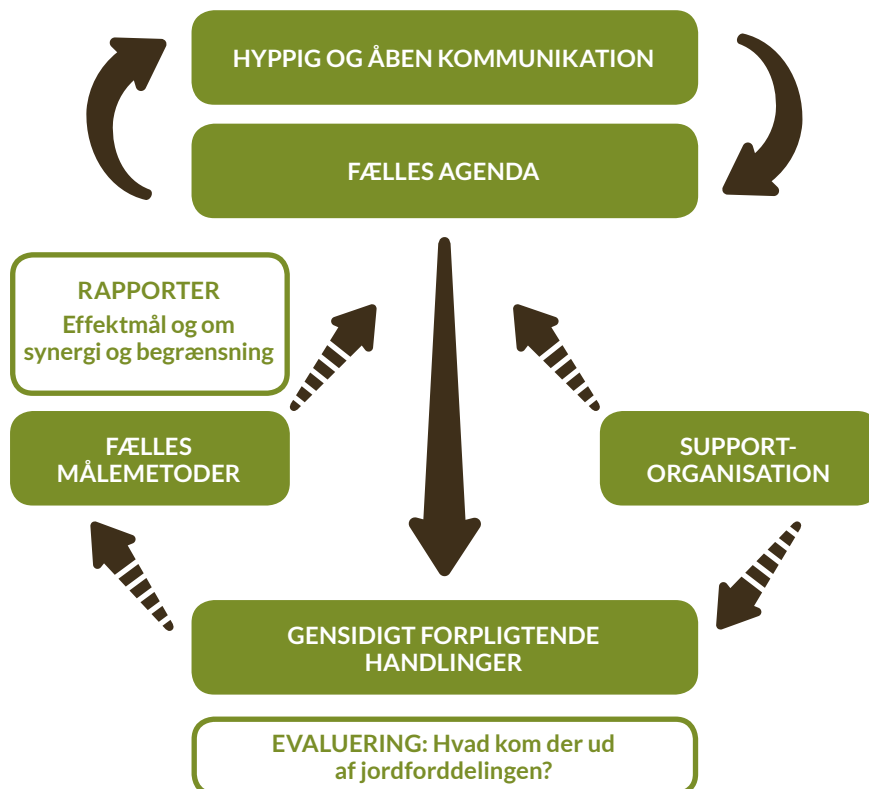 HYPPIG OG ÅBEN KOMMUNIKATION
FÆLLES AGENDA
RAPPORTER
Effektmål og om
synergi og begrænsning
FÆLLES
MÅLEMETODER
SUPPORT-
ORGANISATION
GENSIDIGT FORPLIGTENDE
HANDLINGER
EVALUERING: Hvad kom der ud
af jordforddelingen?